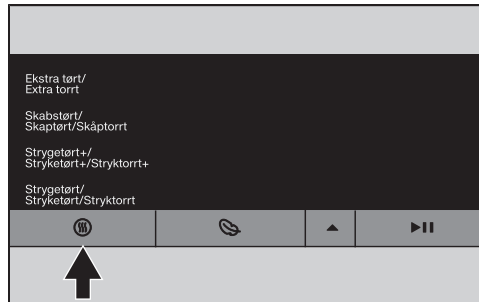 Ekstra tørt/
Extra torrt
Skabstørt/
Skaptørt/Skåptorrt
Strygetørt+/
Stryketørt+/Stryktorrt+
Strygetørt/
Stryketørt/Stryktorrt